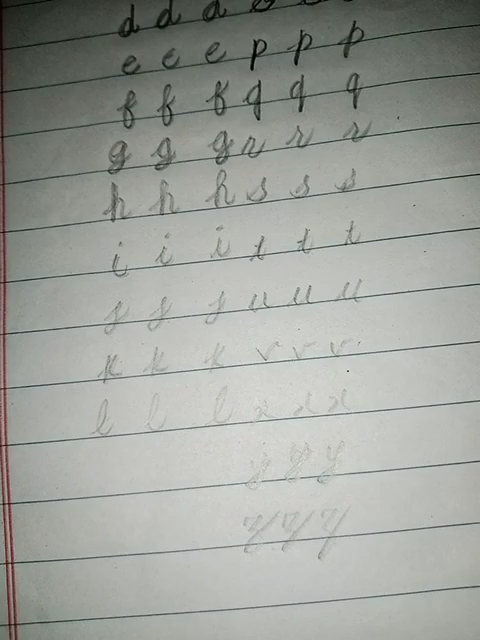 d d d
e e e p p p
f f f q q q
g g g r r r
h h h s s s
i i i t t t
j j j u u u
k k k v v v
l l l x x x
y y y
z z z